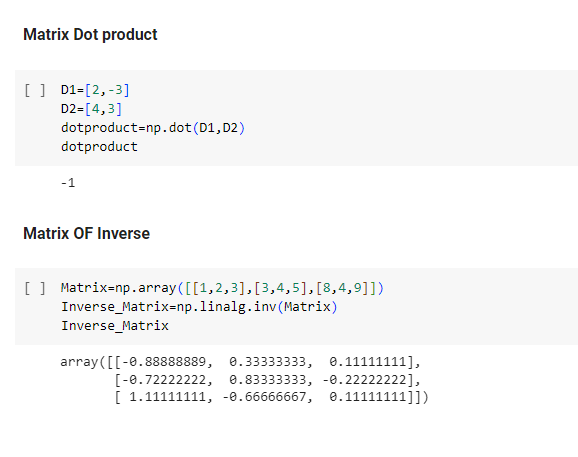 Matrix Dot product
[ ] D1=[2,-3]
D2=[4,3]
dotproduct=np.dot(D1,D2)
dotproduct
-1
Matrix OF Inverse
[ ] Matrix=np.array([[1,2,3],[3,4,5],[8,4,9]])
Inverse_Matrix=np.linalg.inv(Matrix)
Inverse_Matrix
array([[-0.88888889,  0.33333333,  0.11111111],
       [-0.72222222,  0.83333333, -0.22222222],
       [ 1.11111111, -0.66666667,  0.11111111]])